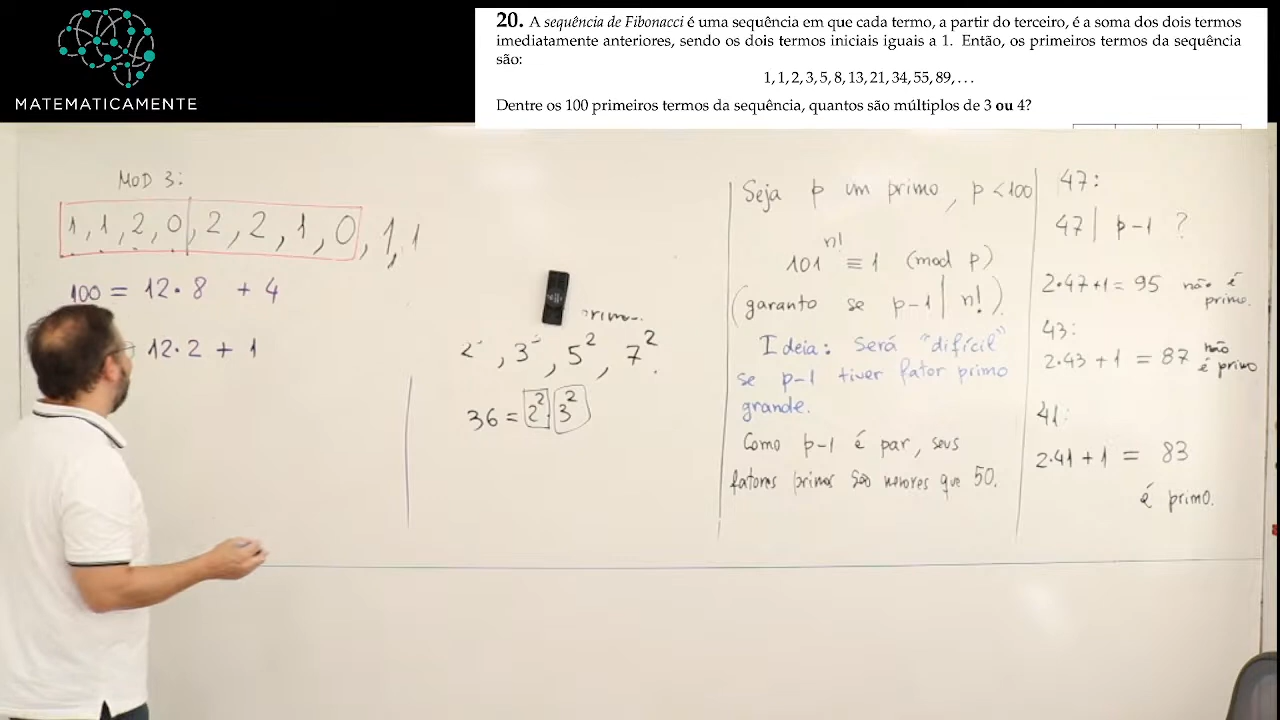 MATEMATICAMENTE
20. A sequência de Fibonacci é uma sequência em que cada termo, a partir do terceiro, é a soma dos dois termos
imediatamente anteriores, sendo os dois termos iniciais iguais a 1. Então, os primeiros termos da sequência
são:
1, 1, 2, 3, 5, 8, 13, 21, 34, 55, 89, . . .
Dentre os 100 primeiros termos da sequência, quantos são múltiplos de 3 ou 4?
MOD 3:
1, 1, 2, 0, 2, 2, 1, 0, 1, 1
100 = 12 · 8 + 4
12 · 2 + 1
, 3 , 5², 7².
36 = 2² 3²
Seja p um primo, p < 100
101^n! ≡ 1 (mod p)
(garanto se p-1 | n!).
Ideia: Será "difícil"
se p-1 tiver fator primo
grande.
Como p-1 é par, seus
fatores primos são menores que 50.
47:
47 | p-1 ?
2·47+1 = 95 não é
primo.
43:
2·43 + 1 = 87 não
é primo
41:
2·41 + 1 = 83
é primo.